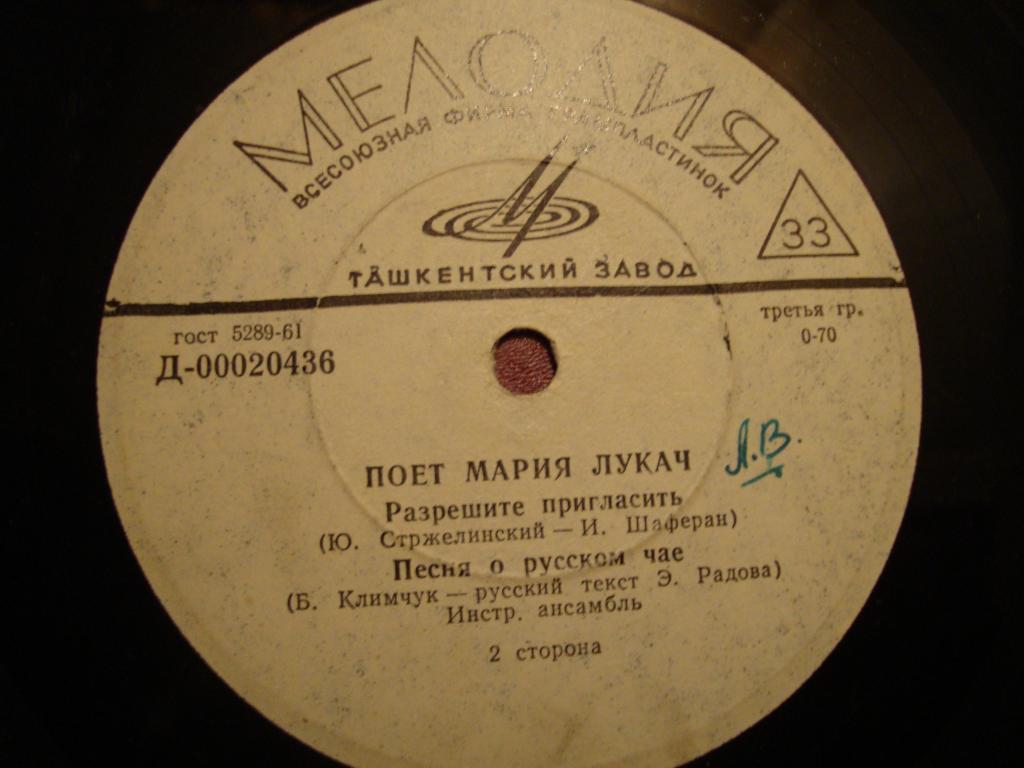 МЕЛОДИЯ
ВСЕСОЮЗНАЯ ФИРМА ГРАМПЛАСТИНОК
33
ТАШКЕНТСКИЙ ЗАВОД
гост 5289-61
Д-00020436
третья гр.
0-70
ПОЕТ МАРИЯ ЛУКАЧ
Л.В.
Разрешите пригласить
(Ю. Стржелинский — И. Шаферан)
Песня о русском чае
(Б. Климчук — русский текст Э. Радова)
Инстр. ансамбль
2 сторона